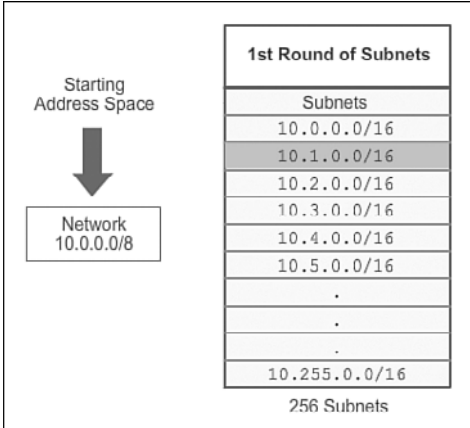 Starting
Address Space
Network
10.0.0.0/8
1st Round of Subnets
Subnets
10.0.0.0/16
10.1.0.0/16
10.2.0.0/16
10.3.0.0/16
10.4.0.0/16
10.5.0.0/16
.
.
.
10.255.0.0/16
256 Subnets